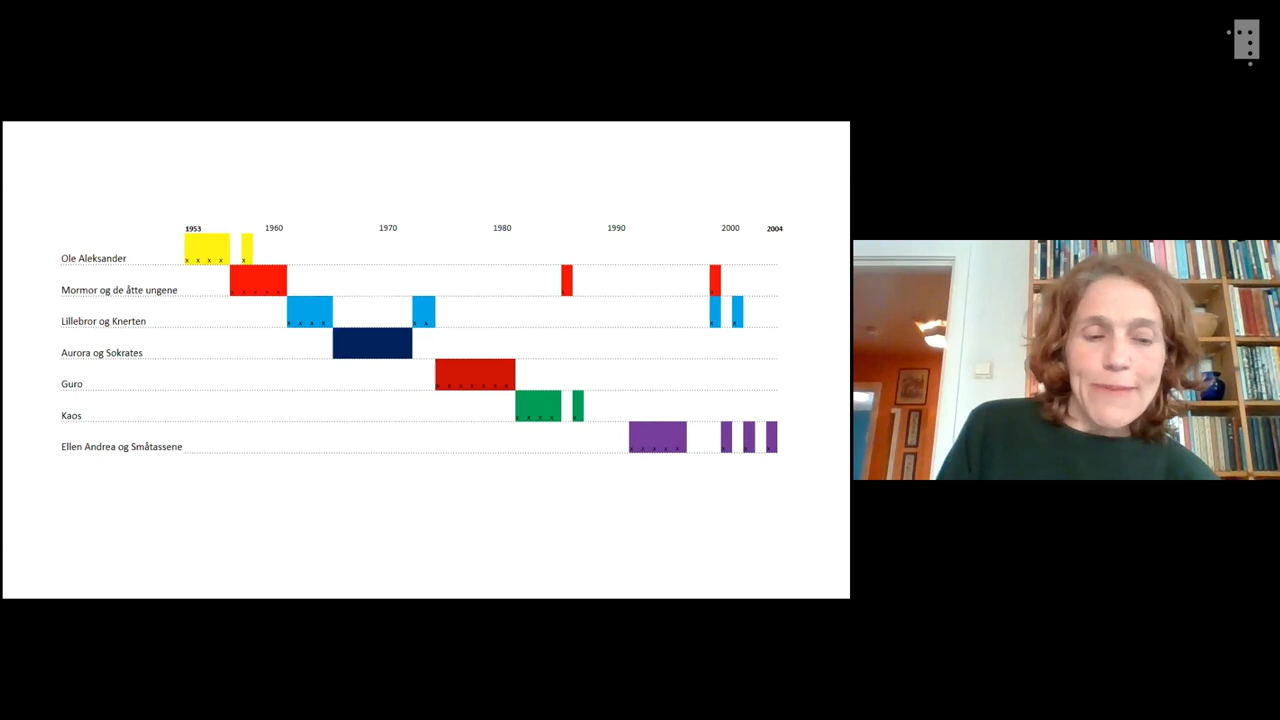 1953 1960 1970 1980 1990 2000 2004
Ole Aleksander
x x x x x
Mormor og de åtte ungene
Lillebror og Knerten
x x x x x x x x
Aurora og Sokrates
Guro
x x x x x x x
Kaos
x x x x x
Ellen Andrea og Småtassene
x x x x x x x x